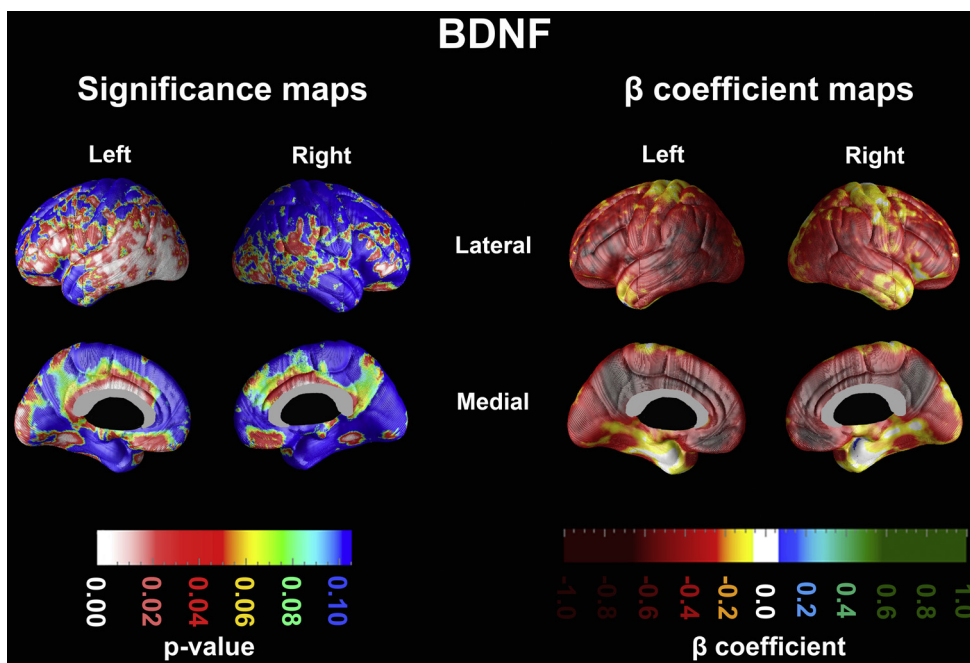 BDNF
Significance maps
β coefficient maps
Left
Right
Left
Right
Lateral
Medial
0.00
0.02
0.04
0.06
0.08
0.10
p-value
-1.0
-0.8
-0.6
-0.4
-0.2
0.0
0.2
0.4
0.6
0.8
1.0
β coefficient